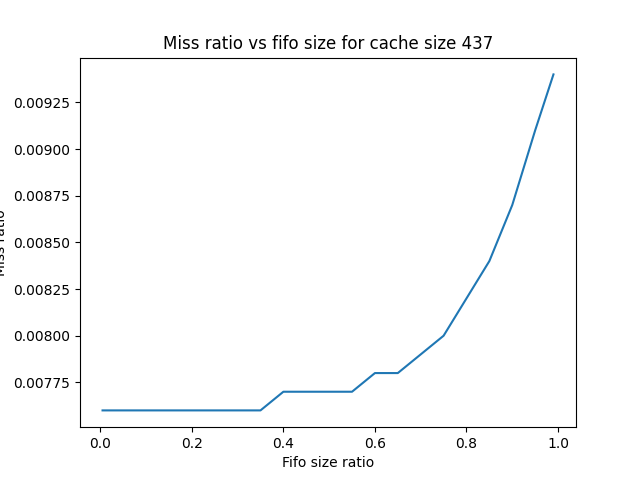 Miss ratio vs fifo size for cache size 437
0.00925
0.00900
0.00875
0.00850
0.00825
0.00800
0.00775
Miss ratio
0.0 0.2 0.4 0.6 0.8 1.0
Fifo size ratio